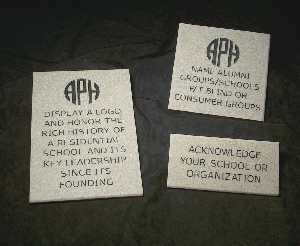 APH
DISPLAY A LOGO
AND HONOR THE
RICH HISTORY OF
A RESIDENTIAL
SCHOOL AND ITS
KEY LEADERSHIP
SINCE ITS
FOUNDING
APH
NAME ALUMNI
GROUPS/SCHOOLS
F/T BLIND OR
CONSUMER GROUPS
ACKNOWLEDGE
YOUR SCHOOL OR
ORGANIZATION